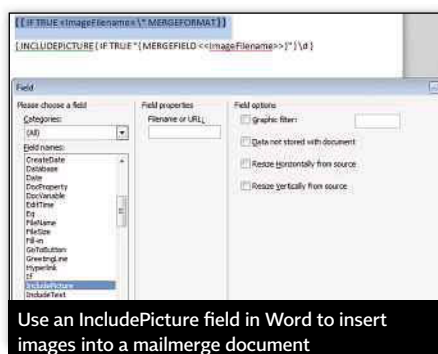 {{ IF TRUE «ImageFilename» \* MERGEFORMAT}}
{ INCLUDEPICTURE{ IF TRUE "{ MERGEFIELD <<ImageFilename>>}"} \d }
Field
Please choose a field
Categories:
(All)
Field names:
CreateDate
Database
Date
DocProperty
DocVariable
EditTime
Eq
FileName
FileSize
Fill-in
GoToButton
GreetingLine
Hyperlink
If
IncludePicture
IncludeText
Field properties
Filename or URL:
Field options
Graphic filter:
Data not stored with document
Resize Horizontally from source
Resize Vertically from source
Use an IncludePicture field in Word to insert
images into a mailmerge document